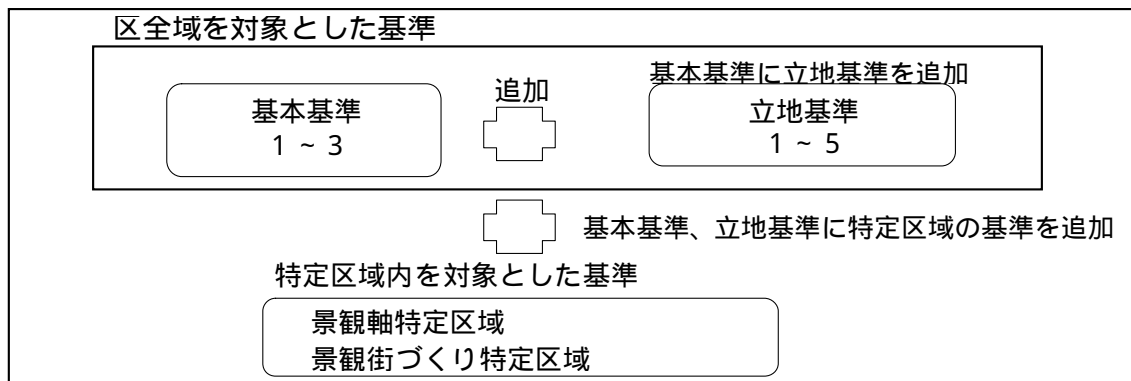 区全域を対象とした基準
基本基準に立地基準を追加
追加
基本基準
1 ~ 3
立地基準
1 ~ 5
基本基準、立地基準に特定区域の基準を追加
特定区域内を対象とした基準
景観軸特定区域
景観街づくり特定区域